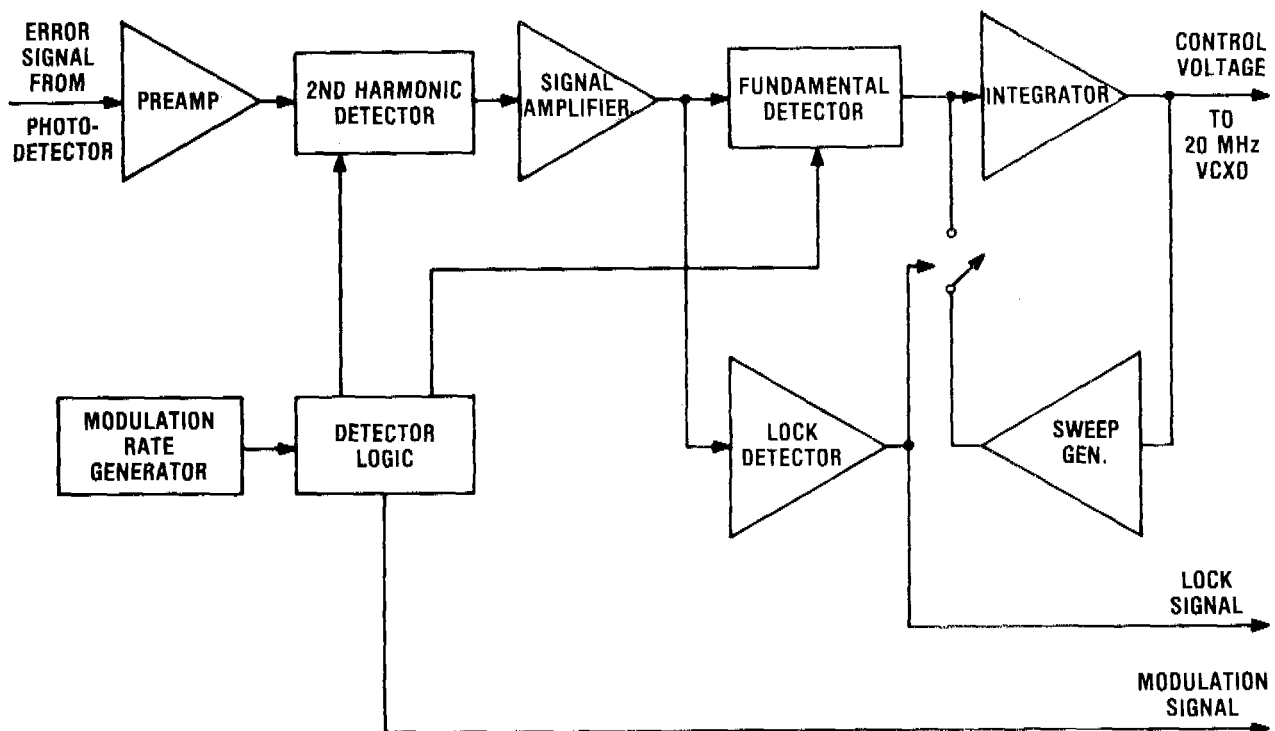 ERROR
SIGNAL
FROM
PHOTO-
DETECTOR
PREAMP
2ND HARMONIC
DETECTOR
SIGNAL
AMPLIFIER
FUNDAMENTAL
DETECTOR
INTEGRATOR
CONTROL
VOLTAGE
TO
20 MHz
VCXO
MODULATION
RATE
GENERATOR
DETECTOR
LOGIC
LOCK
DETECTOR
SWEEP
GEN.
LOCK
SIGNAL
MODULATION
SIGNAL